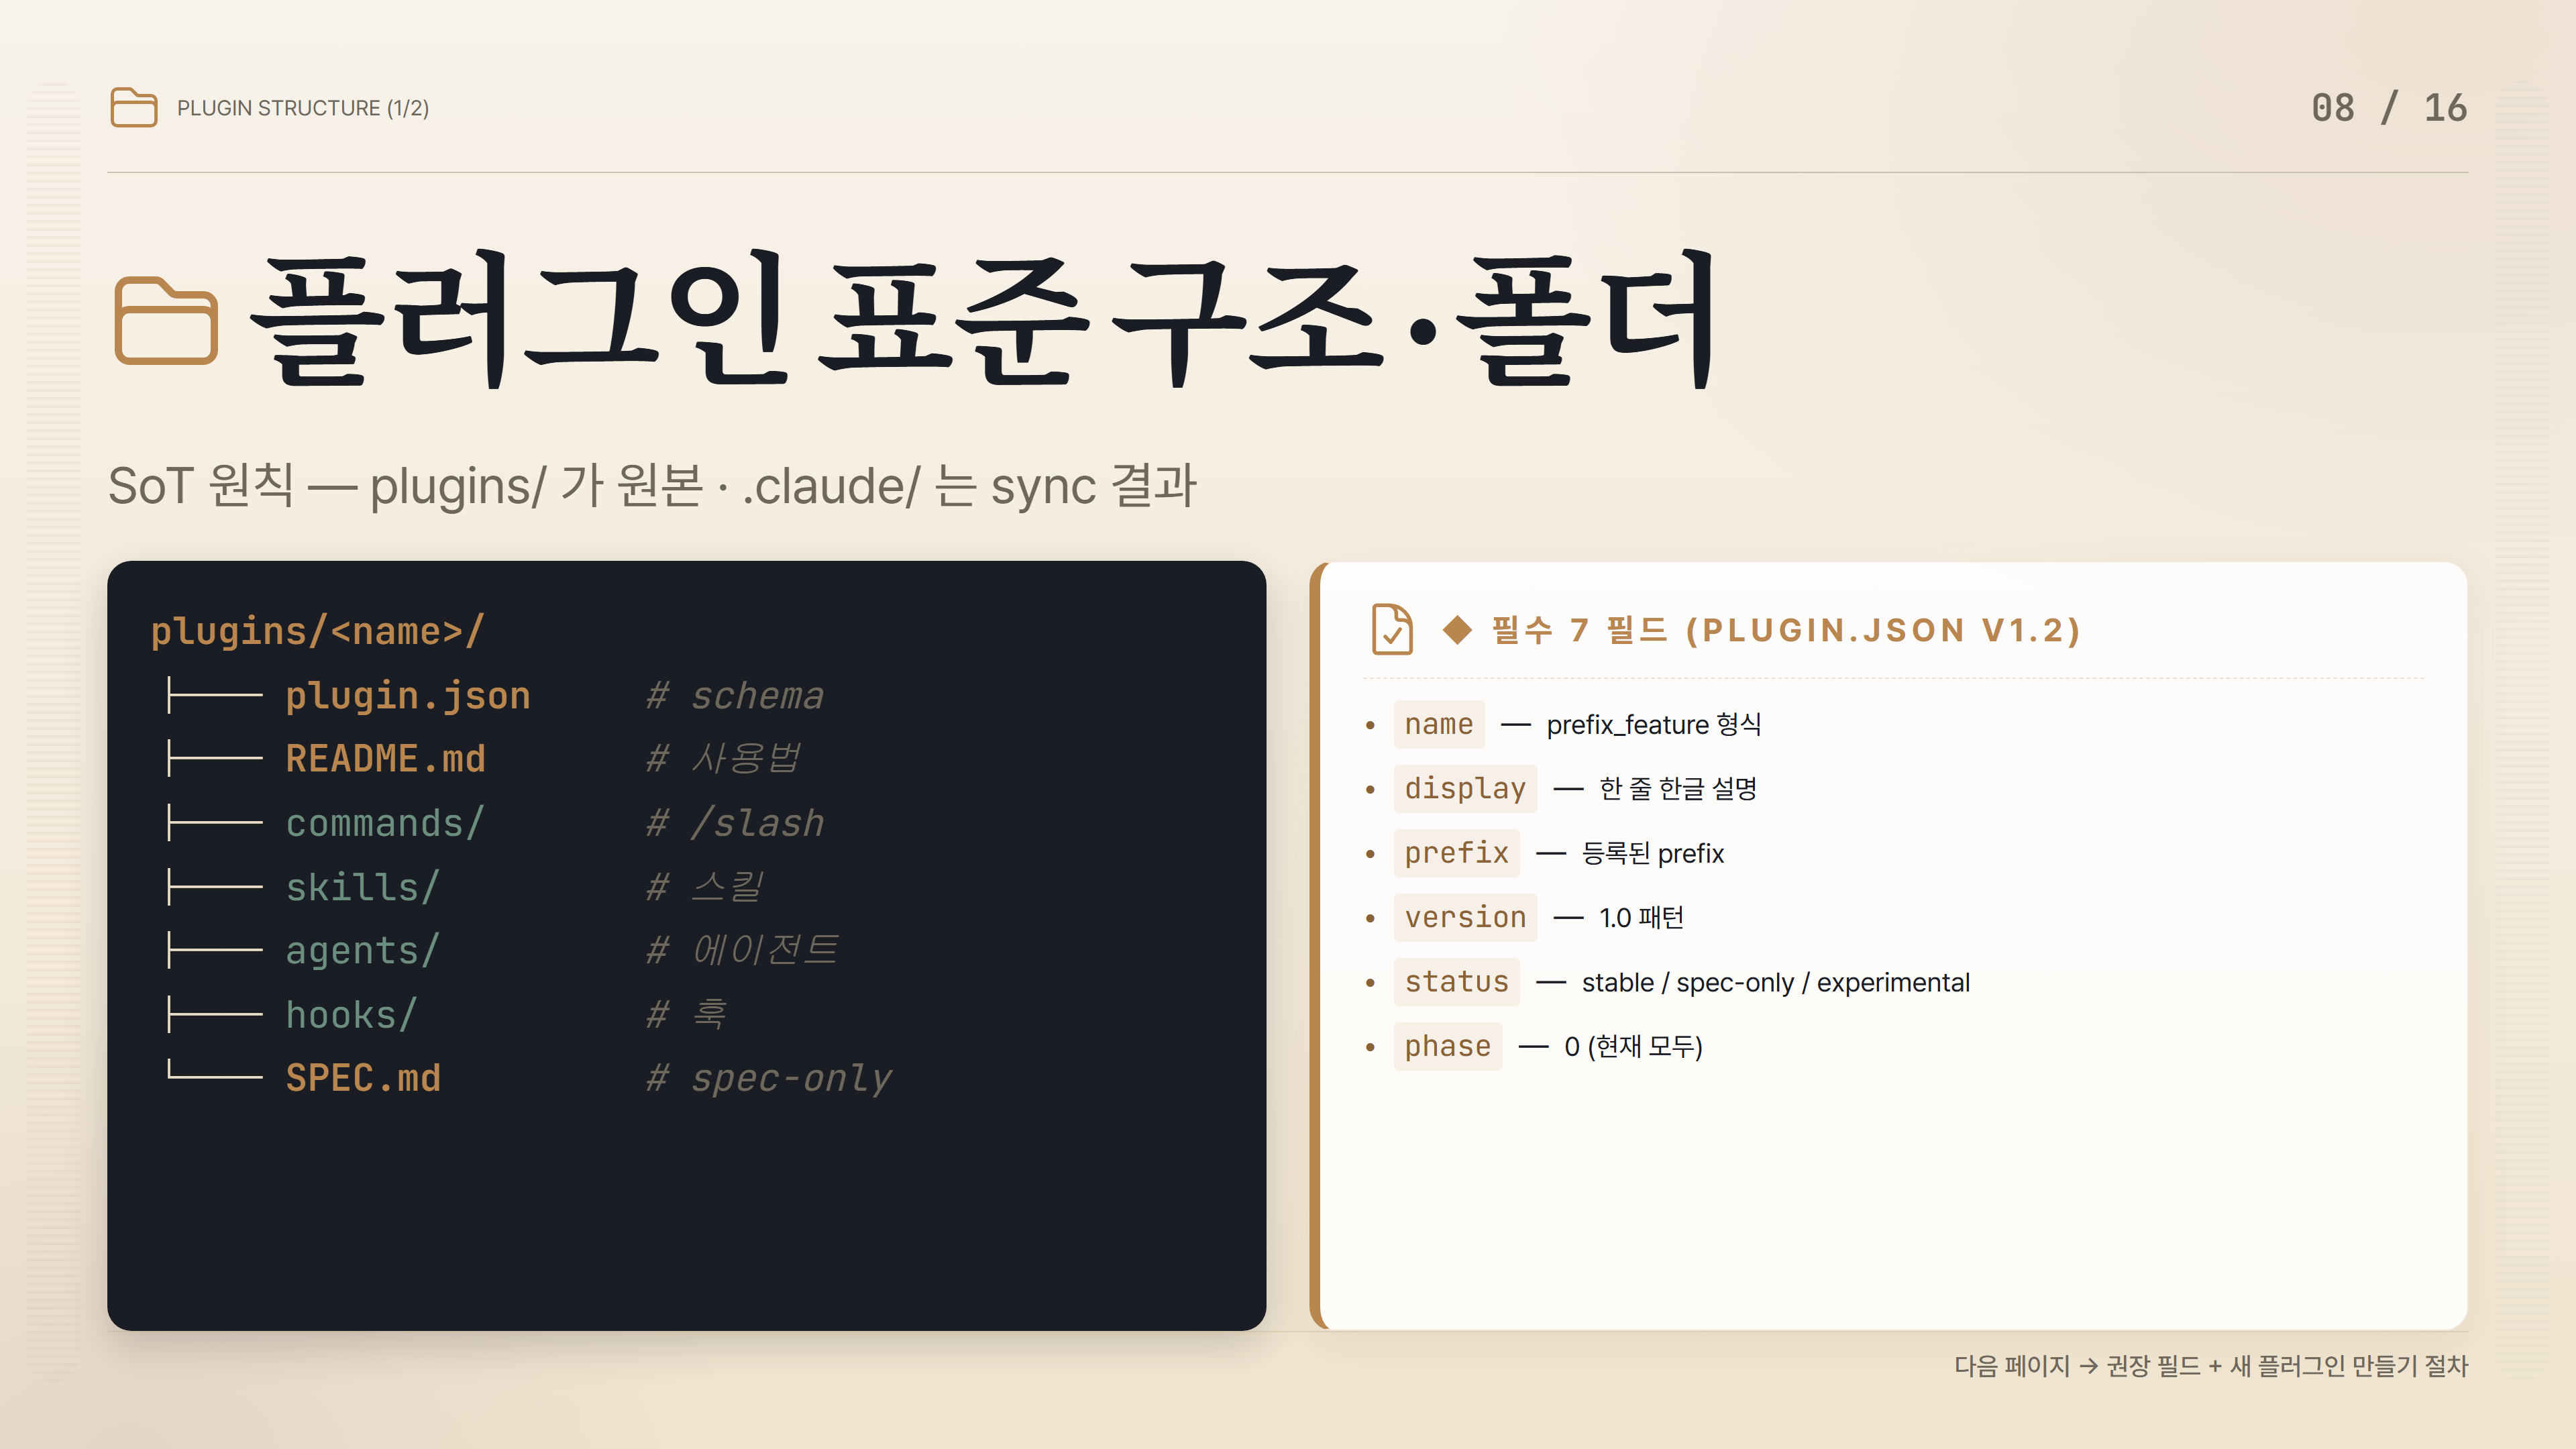 PLUGIN STRUCTURE (1/2)
08 / 16
플러그인 표준 구조 · 폴더
SoT 원칙 — plugins/ 가 원본 · .claude/ 는 sync 결과
plugins/<name>/
├── plugin.json # schema
├── README.md # 사용법
├── commands/ # /slash
├── skills/ # 스킬
├── agents/ # 에이전트
├── hooks/ # 훅
└── SPEC.md # spec-only
◆ 필수 7 필드 (PLUGIN.JSON V1.2)
• name — prefix_feature 형식
• display — 한 줄 한글 설명
• prefix — 등록된 prefix
• version — 1.0 패턴
• status — stable / spec-only / experimental
• phase — 0 (현재 모두)
다음 페이지 → 권장 필드 + 새 플러그인 만들기 절차